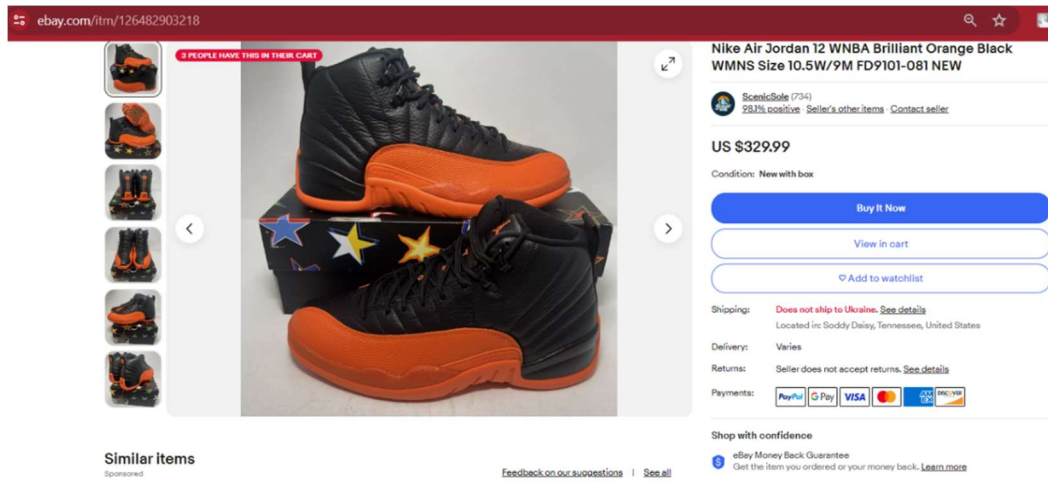 ebay.com/itm/126482903218
3 PEOPLE HAVE THIS IN THEIR CART
Nike Air Jordan 12 WNBA Brilliant Orange Black
WMNS Size 10.5W/9M FD9101-081 NEW
ScenicSole (734)
98.1% positive · Seller's other items · Contact seller
US $329.99
Condition: New with box
Buy It Now
View in cart
Add to watchlist
Shipping: Does not ship to Ukraine. See details
Located in: Soddy Daisy, Tennessee, United States
Delivery: Varies
Returns: Seller does not accept returns. See details
Payments: PayPal G Pay VISA AM EX DISCOVER
Shop with confidence
eBay Money Back Guarantee
Get the item you ordered or your money back. Learn more
Similar items
Sponsored
Feedback on our suggestions | See all